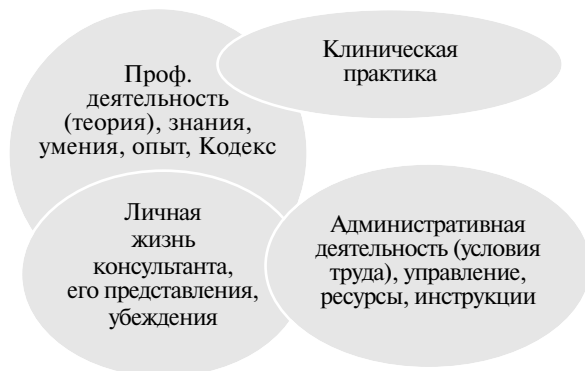 Проф.
деятельность
(теория), знания,
умения, опыт, Кодекс
Клиническая
практика
Личная
жизнь
консультанта,
его представления,
убеждения
Административная
деятельность (условия
труда), управление,
ресурсы, инструкции